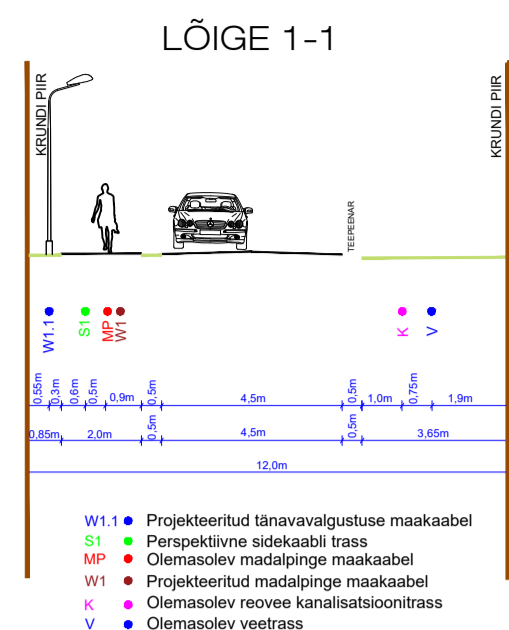 LÕIGE 1-1
KRUNDI PIIR
KRUNDI PIIR
TEEPEENAR
W1.1
S1
MP
W1
K
V
0,55m
0,3m
0,6m
0,5m
0,9m
0,5m
4,5m
0,5m
1,0m
0,75m
1,9m
0,85m
2,0m
0,5m
4,5m
0,5m
3,65m
12,0m
W1.1 Projekteeritud tänavavalgustuse maakaabel
S1 Perspektiivne sidekaabli trass
MP Olemasolev madalpinge maakaabel
W1 Projekteeritud madalpinge maakaabel
K Olemasolev reovee kanalisatsioonitrass
V Olemasolev veetrass